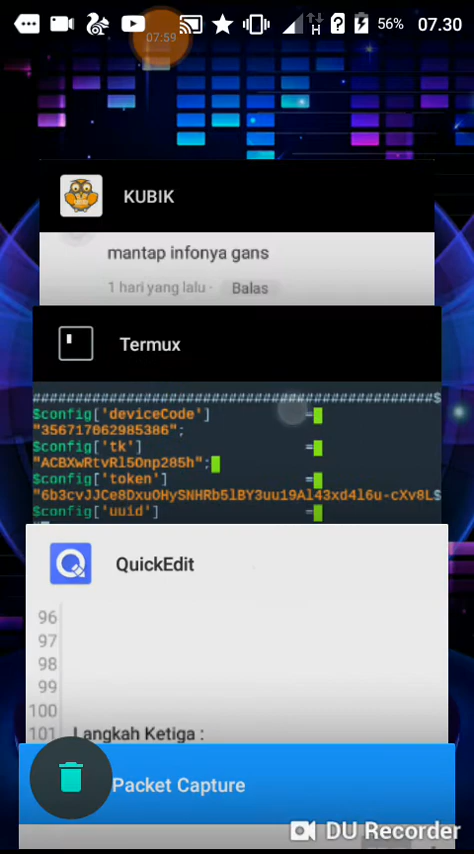 56% 07.30
07:59
H
KUBIK
mantap infonya gans
1 hari yang lalu · Balas
Termux
################################################$
$config['deviceCode'] =
"356717062985386";
$config['tk'] =
"ACBXwRtvRl5Onp285h";
$config['token'] =
"6b3cvJJCe8DxuOHySNHRb5lBY3uu19Al43xd4l6u-cXv8L$
$config['uuid'] =
QuickEdit
96
97
98
99
100
101 Langkah Ketiga :
Packet Capture
DU Recorder